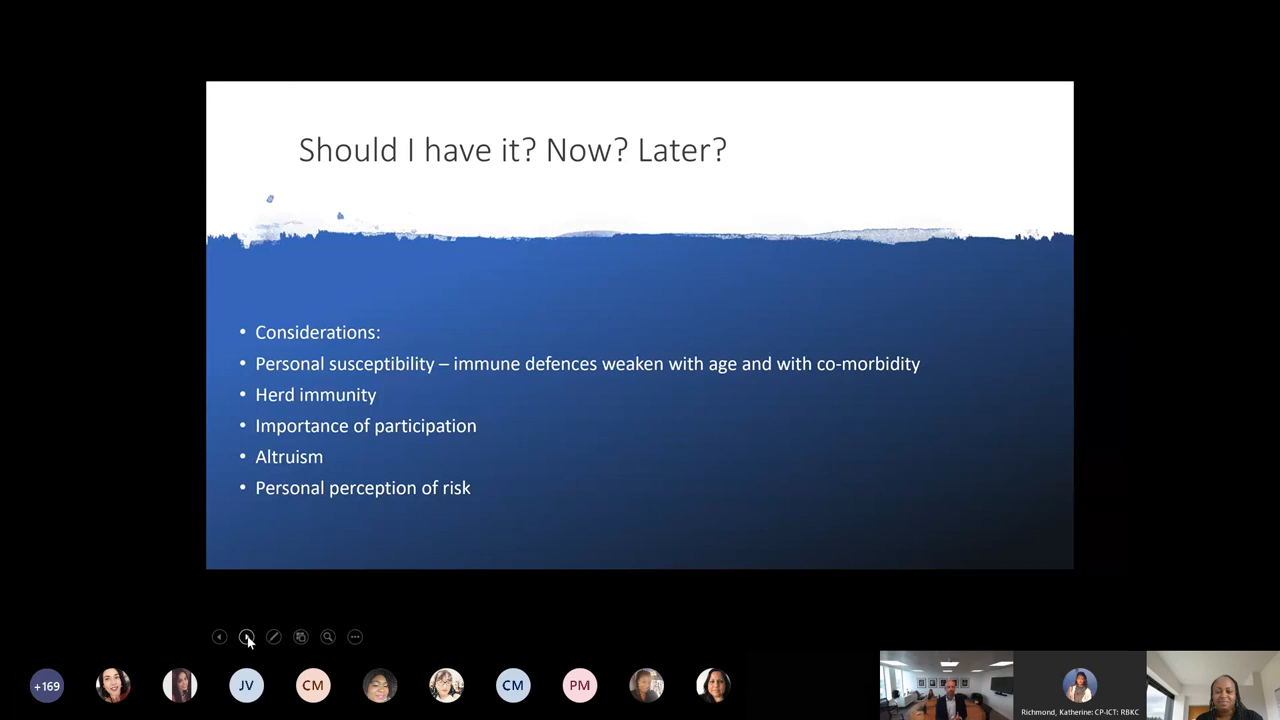 Should I have it? Now? Later?
• Considerations:
• Personal susceptibility – immune defences weaken with age and with co-morbidity
• Herd immunity
• Importance of participation
• Altruism
• Personal perception of risk
+169
JV
CM
CM
PM
Richmond, Katherine: CP-ICT: RBKC